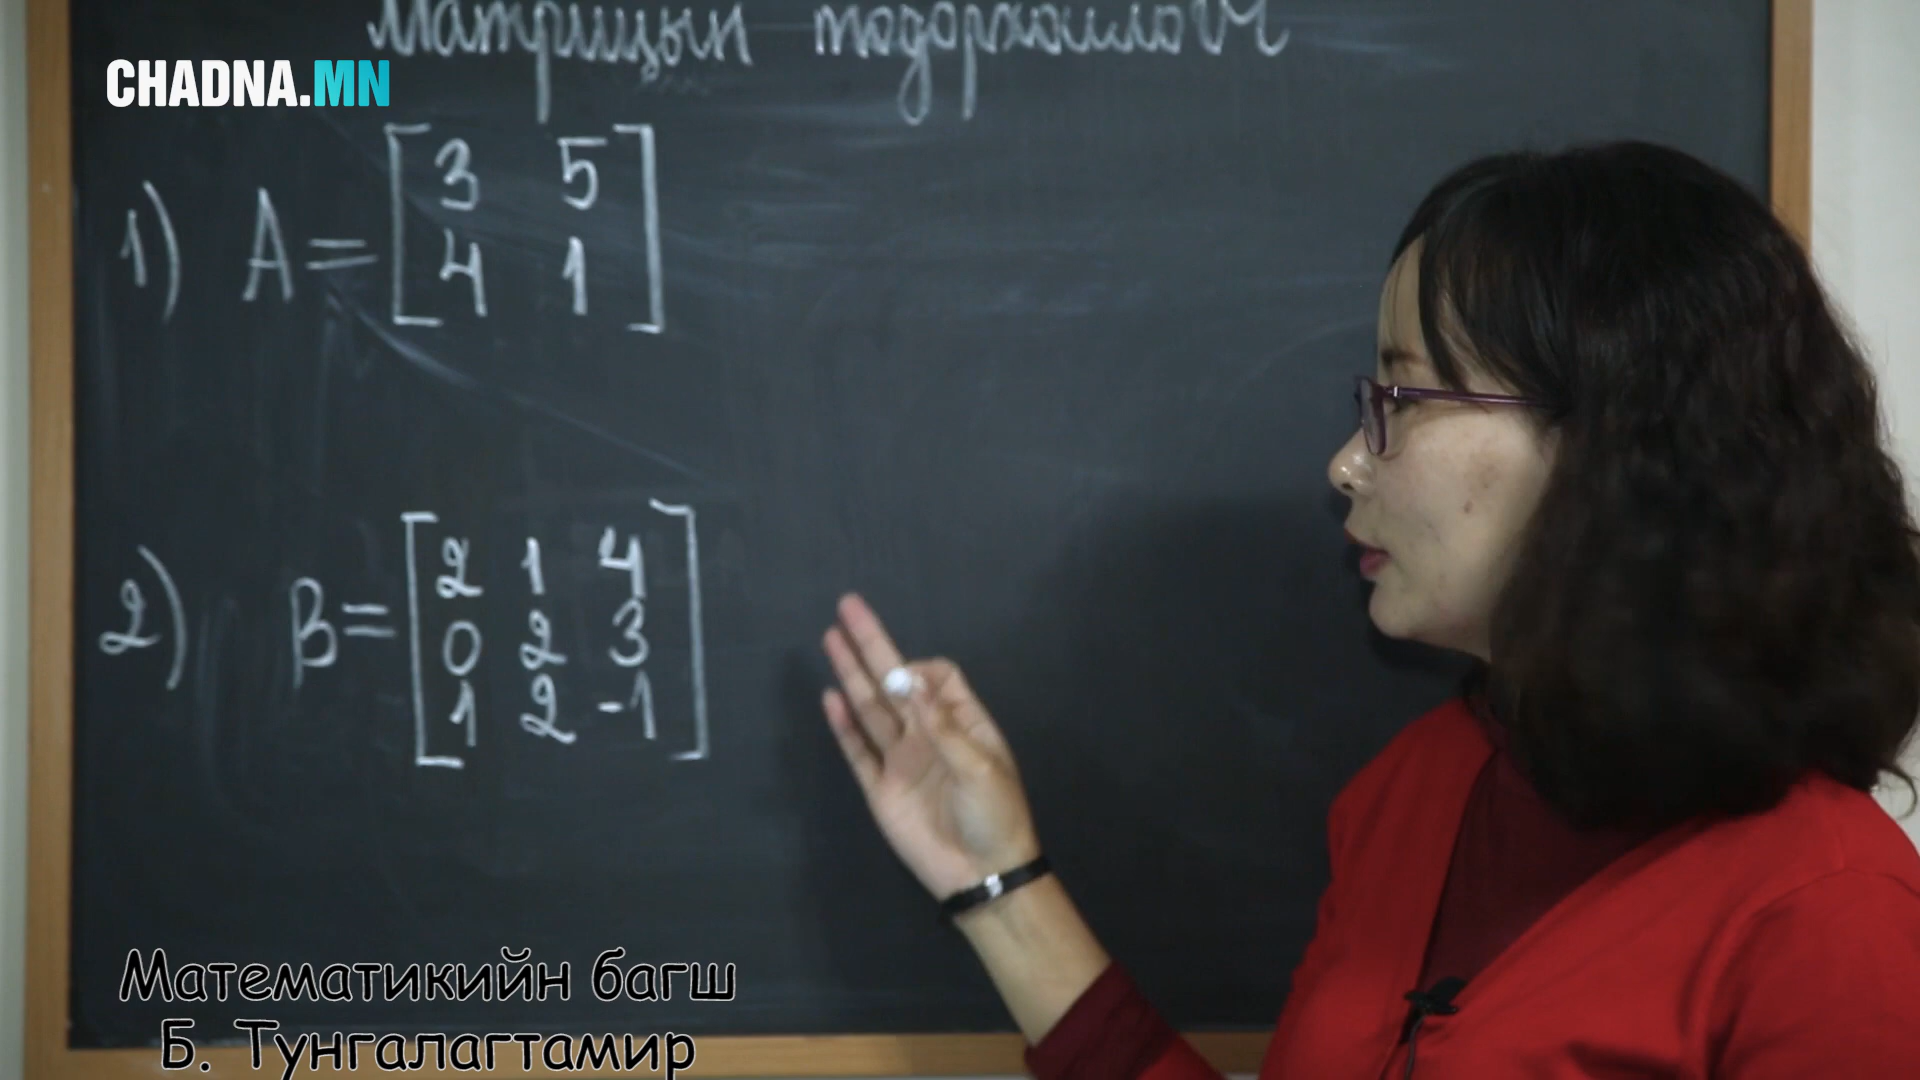 Матрицын тодорхойлогч
CHADNA.MN
1) A = [3 5
4 1]
2) B = [2 1 4
0 2 3
1 2 -1]
Математикийн багш
Б. Тунгалагтамир